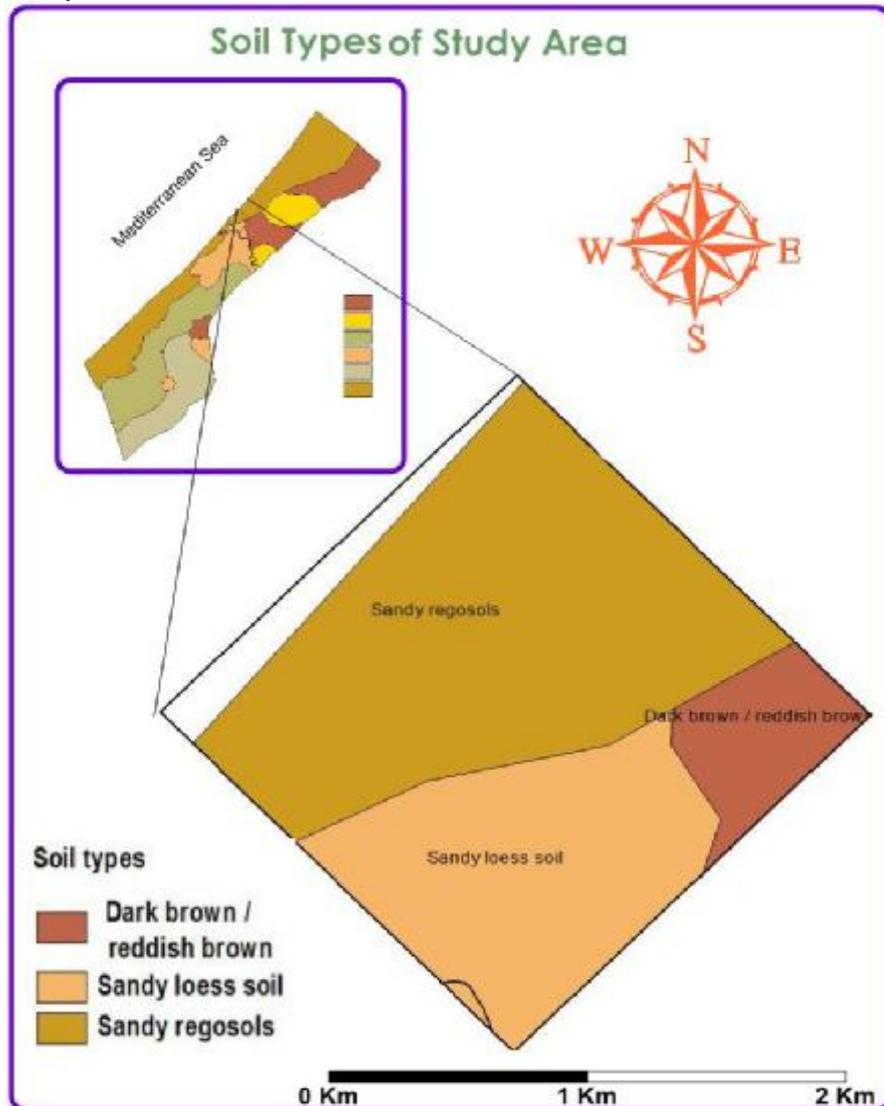 Soil Types of Study Area
Mediterranean Sea
N
W
E
S
Sandy regosols
Dark brown / reddish brown
Sandy loess soil
Soil types
Dark brown /
reddish brown
Sandy loess soil
Sandy regosols
0 Km
1 Km
2 Km